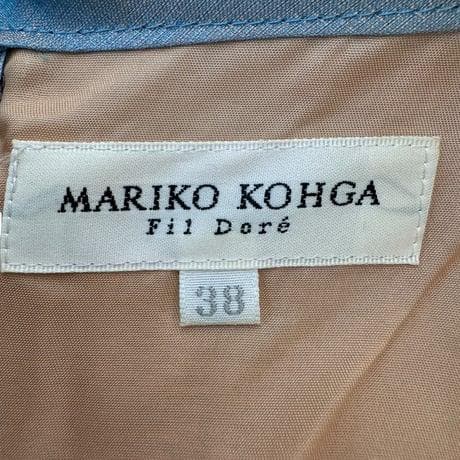 MARIKO KOHGA
Fil Doré
38